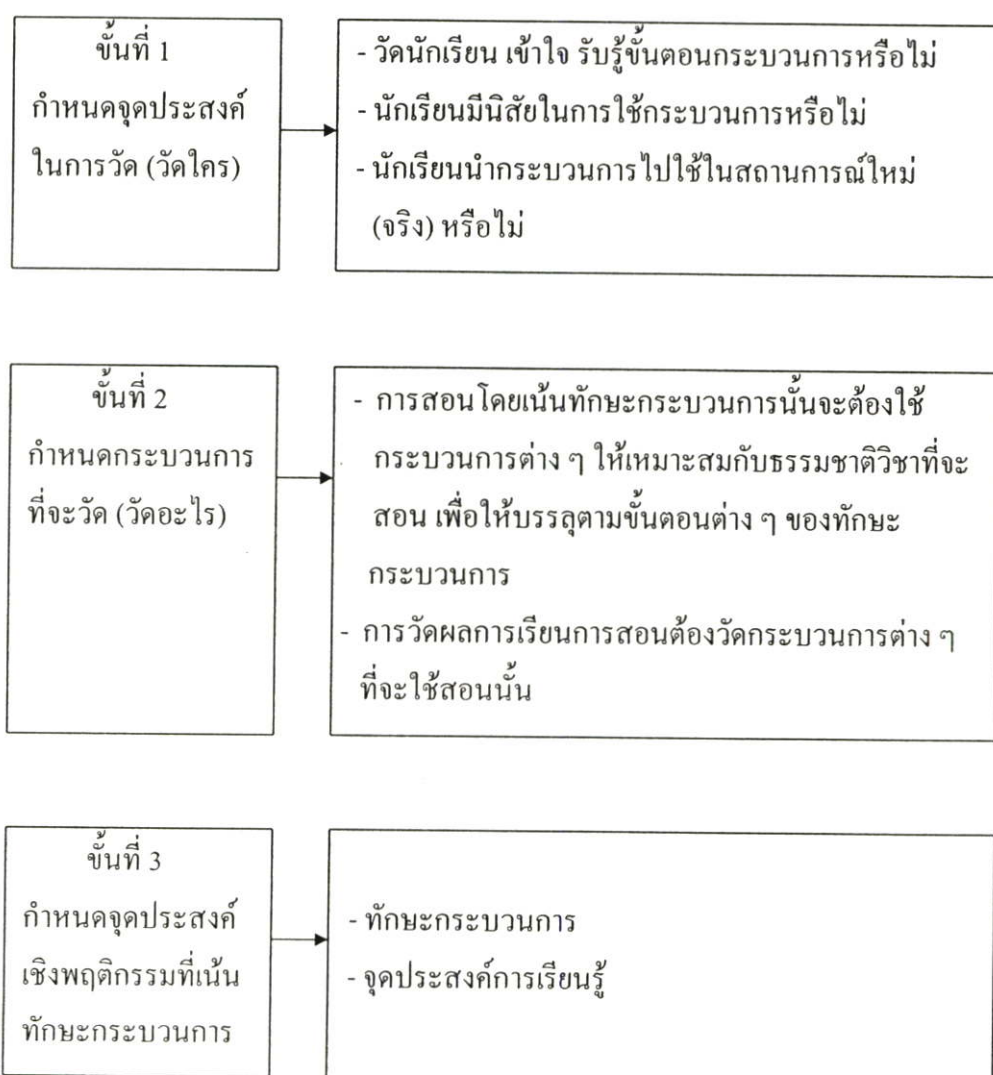 ขั้นที่ 1
กำหนดจุดประสงค์
ในการวัด (วัดใคร)
- วัดนักเรียน เข้าใจ รับรู้ขั้นตอนกระบวนการหรือไม่
- นักเรียนมีนิสัยในการใช้กระบวนการหรือไม่
- นักเรียนนำกระบวนการไปใช้ในสถานการณ์ใหม่
(จริง) หรือไม่
ขั้นที่ 2
กำหนดกระบวนการ
ที่จะวัด (วัดอะไร)
- การสอนโดยเน้นทักษะกระบวนการนั้นจะต้องใช้
กระบวนการต่าง ๆ ให้เหมาะสมกับธรรมชาติวิชาที่จะ
สอน เพื่อให้บรรลุตามขั้นตอนต่าง ๆ ของทักษะ
กระบวนการ
- การวัดผลการเรียนการสอนต้องวัดกระบวนการต่าง ๆ
ที่จะใช้สอนนั้น
ขั้นที่ 3
กำหนดจุดประสงค์
เชิงพฤติกรรมที่เน้น
ทักษะกระบวนการ
- ทักษะกระบวนการ
- จุดประสงค์การเรียนรู้